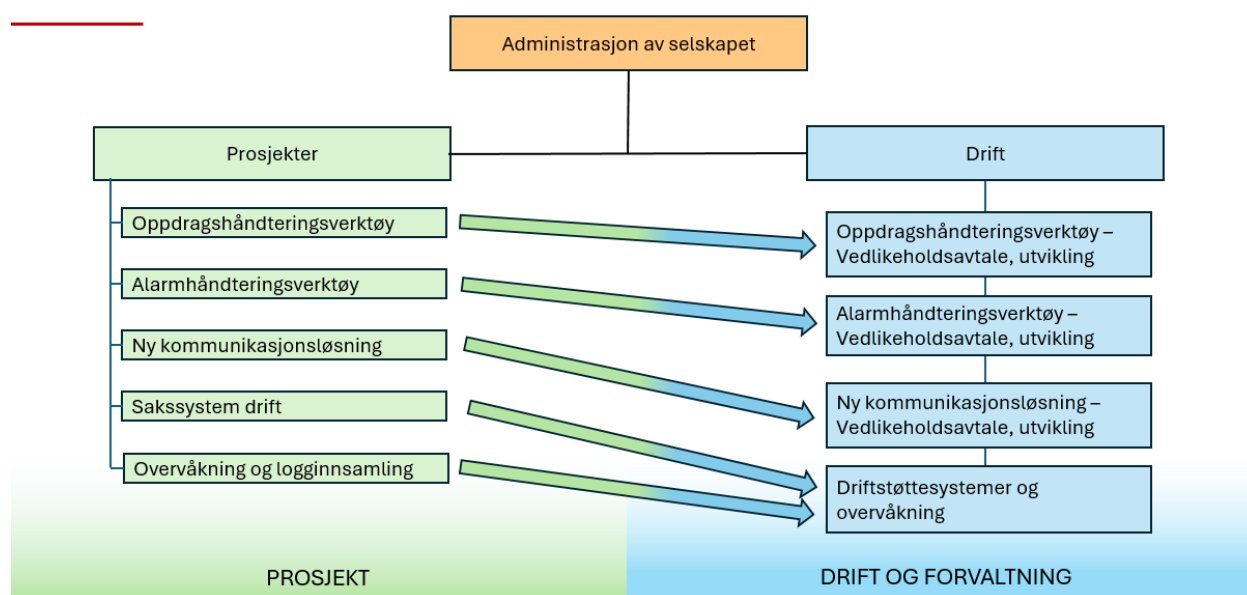 Administrasjon av selskapet
Prosjekter
Drift
Oppdragshåndteringsverktøy
Alarmhåndteringsverktøy
Ny kommunikasjonsløsning
Sakssystem drift
Overvåkning og logginnsamling
Oppdragshåndteringsverktøy –
Vedlikeholdsavtale, utvikling
Alarmhåndteringsverktøy –
Vedlikeholdsavtale, utvikling
Ny kommunikasjonsløsning –
Vedlikeholdsavtale, utvikling
Driftstøttesystemer og
overvåkning
PROSJEKT
DRIFT OG FORVALTNING